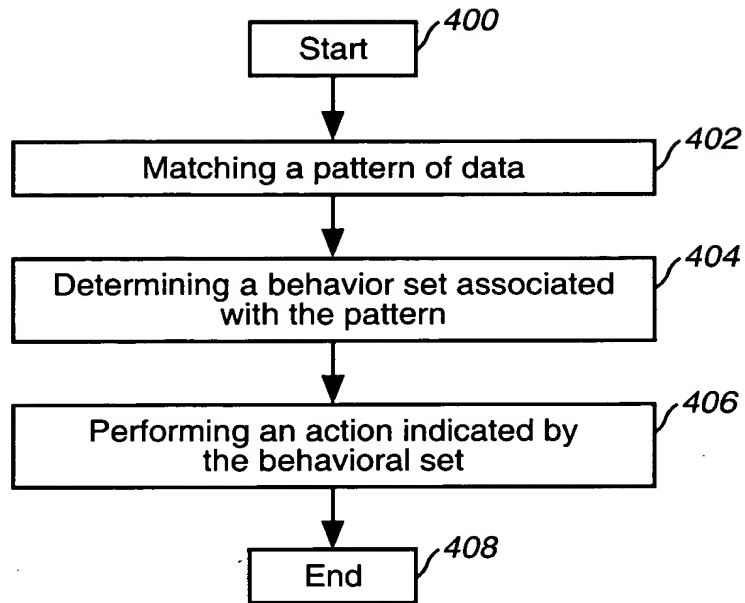 Start
400
Matching a pattern of data
402
Determining a behavior set associated
with the pattern
404
Performing an action indicated by
the behavioral set
406
End
408